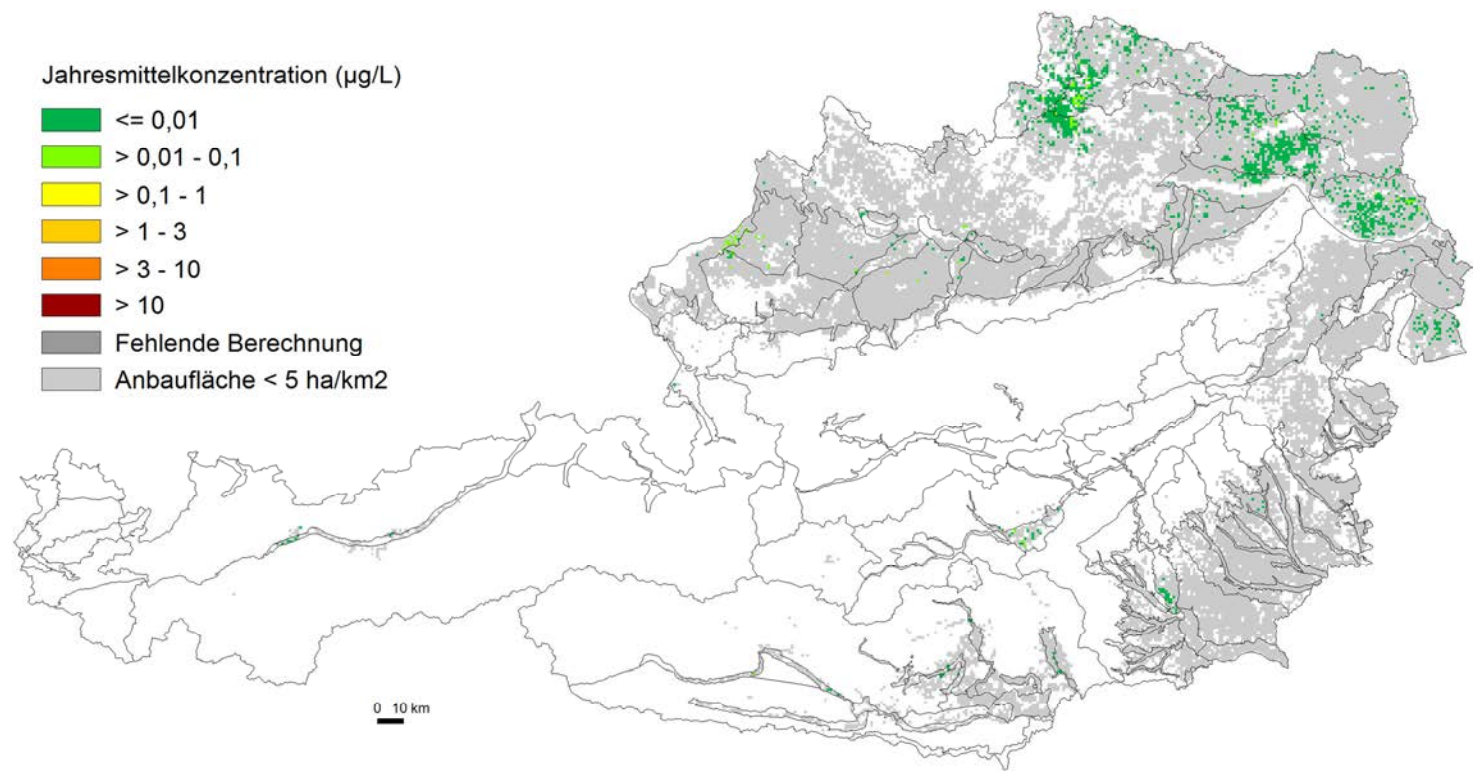 Jahresmittelkonzentration (µg/L)
<= 0,01
> 0,01 - 0,1
> 0,1 - 1
> 1 - 3
> 3 - 10
> 10
Fehlende Berechnung
Anbaufläche < 5 ha/km2
0 10 km